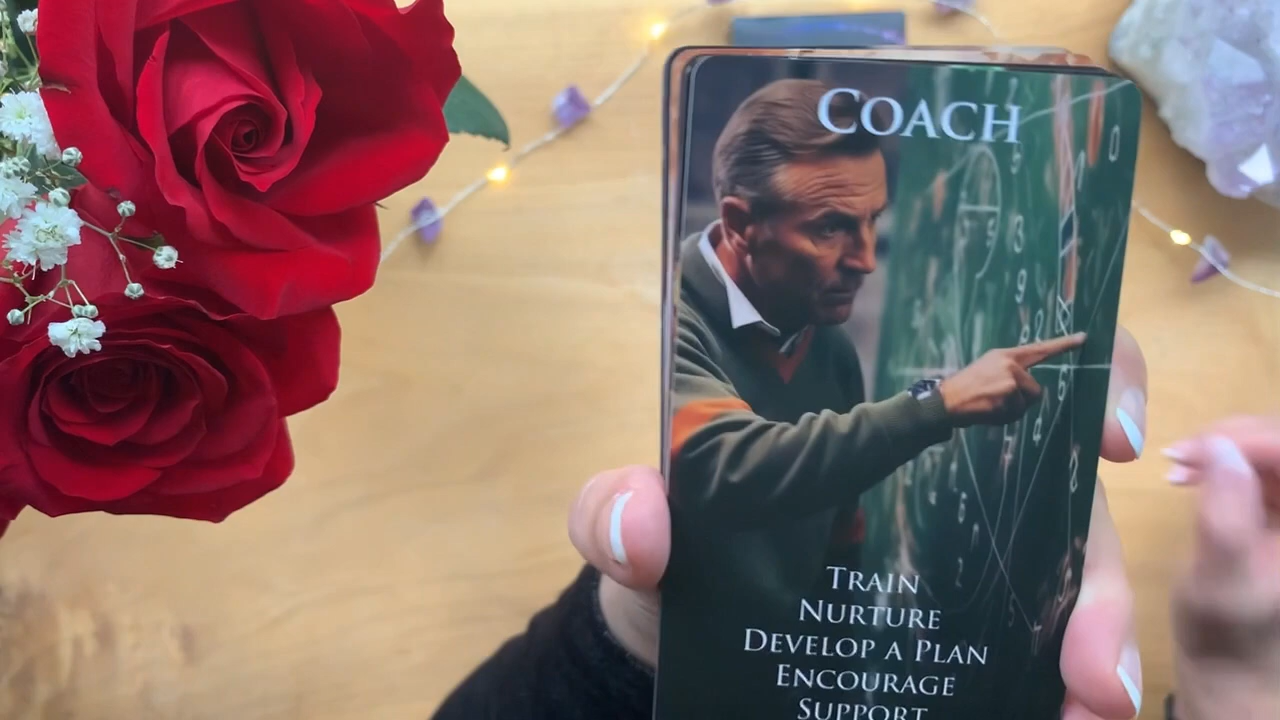 COACH
TRAIN
NURTURE
DEVELOP A PLAN
ENCOURAGE
SUPPORT